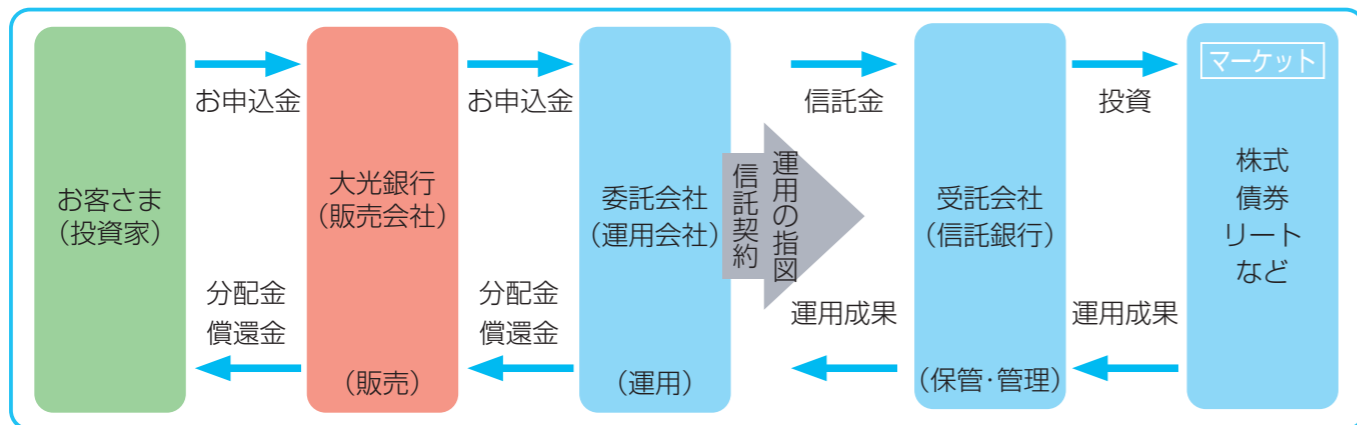 お客さま
（投資家）
お申込金
分配金
償還金
大光銀行
（販売会社）
（販売）
お申込金
分配金
償還金
委託会社
（運用会社）
（運用）
信託契約
運用の指図
信託金
運用成果
受託会社
（信託銀行）
（保管・管理）
投資
運用成果
マーケット
株式
債券
リート
など